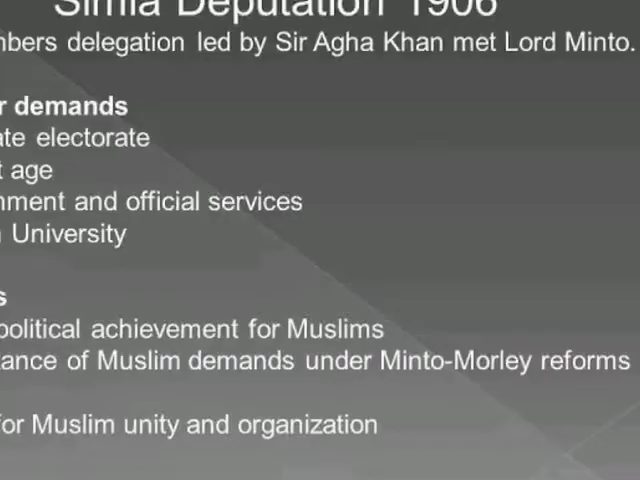 Simla Deputation 1906
mbers delegation led by Sir Agha Khan met Lord Minto.
r demands
ate electorate
t age
nment and official services
n University
s
political achievement for Muslims
tance of Muslim demands under Minto-Morley reforms
for Muslim unity and organization